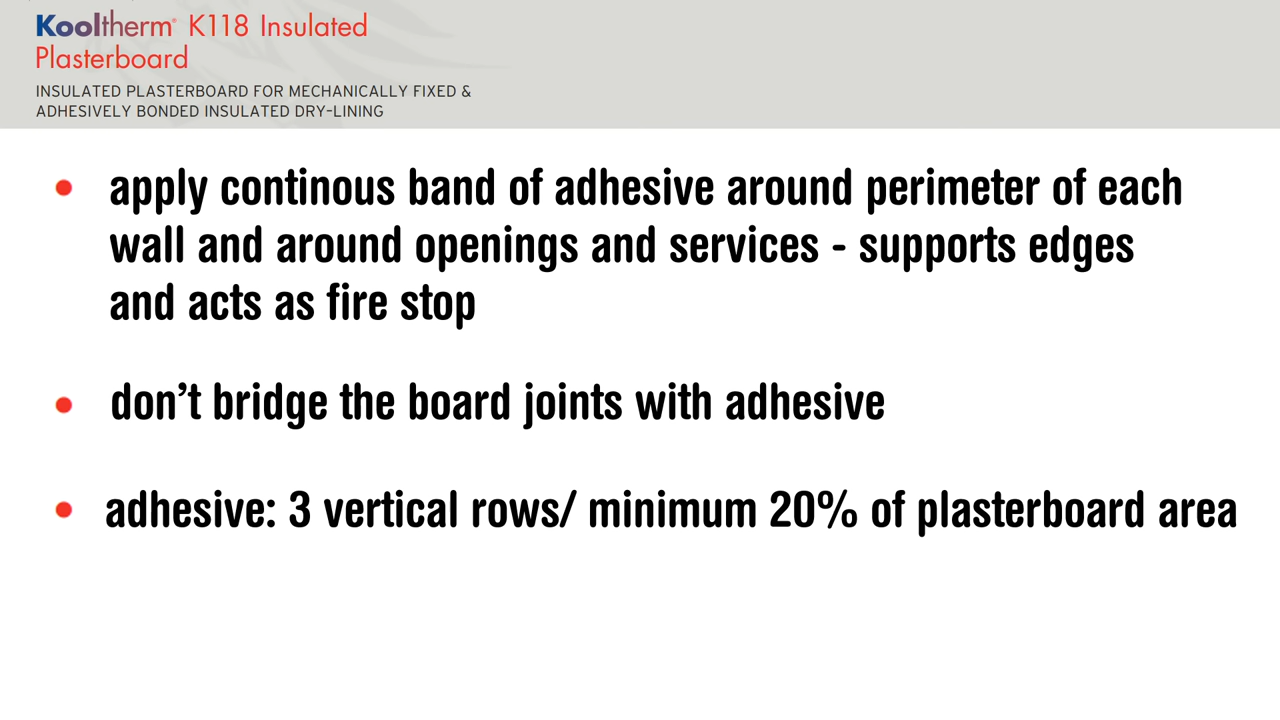 Kooltherm® K118 Insulated
Plasterboard
INSULATED PLASTERBOARD FOR MECHANICALLY FIXED &
ADHESIVELY BONDED INSULATED DRY-LINING
• apply continous band of adhesive around perimeter of each
wall and around openings and services - supports edges
and acts as fire stop
• don’t bridge the board joints with adhesive
• adhesive: 3 vertical rows/ minimum 20% of plasterboard area